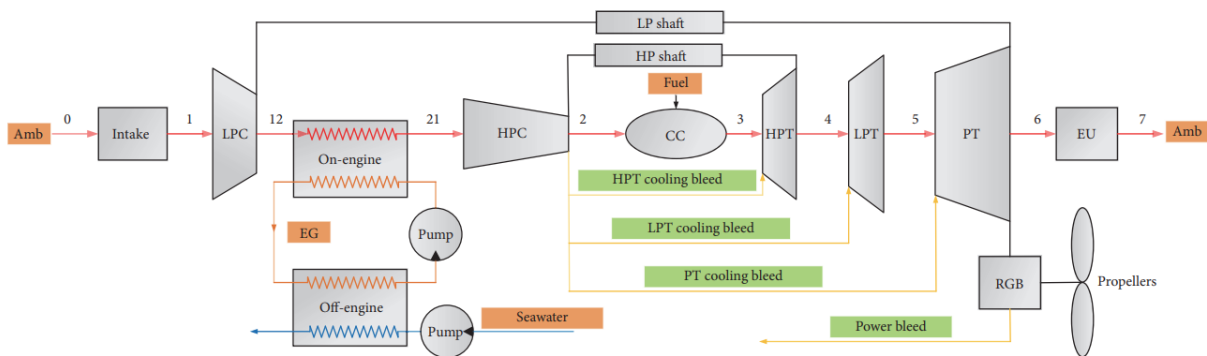 LP shaft
HP shaft
Fuel
Amb
0
Intake
1
LPC
12
On-engine
21
HPC
2
CC
3
HPT
4
LPT
5
PT
6
EU
7
Amb
HPT cooling bleed
LPT cooling bleed
PT cooling bleed
EG
Pump
Off-engine
Pump
Seawater
RGB
Propellers
Power bleed